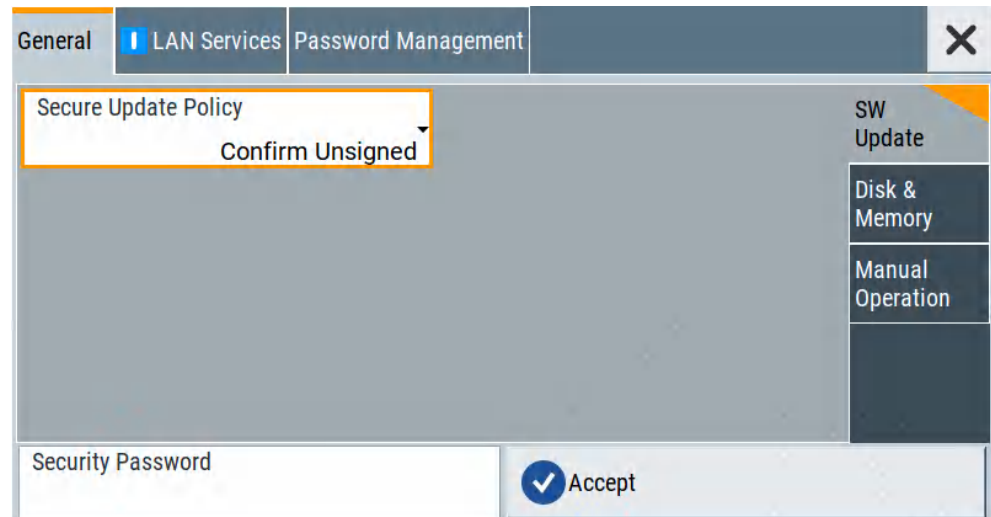 General
LAN Services
Password Management
Secure Update Policy
Confirm Unsigned
SW
Update
Disk &
Memory
Manual
Operation
Security Password
Accept